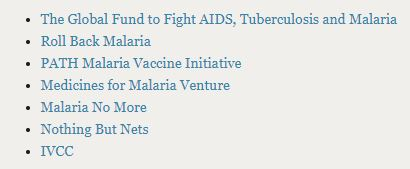 The Global Fund to Fight AIDS, Tuberculosis and Malaria
Roll Back Malaria
PATH Malaria Vaccine Initiative
Medicines for Malaria Venture
Malaria No More
Nothing But Nets
IVCC